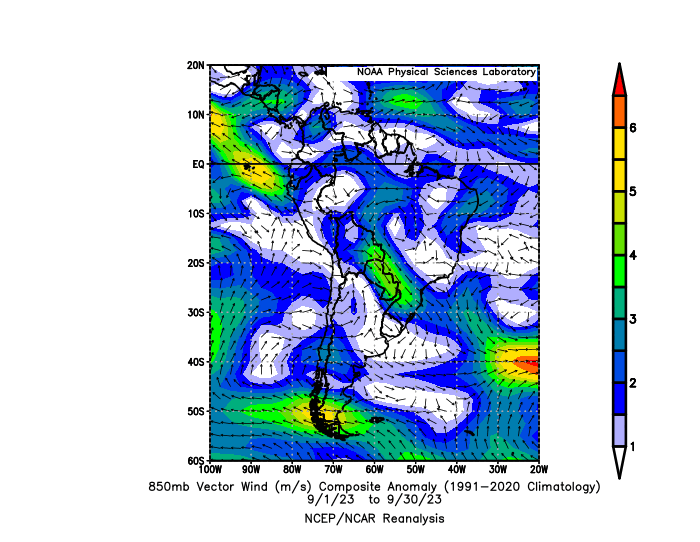 NOAA Physical Sciences Laboratory
20N
10N
EQ
10S
20S
30S
40S
50S
60S
100W 90W 80W 70W 60W 50W 40W 30W 20W
6
5
4
3
2
1
850mb Vector Wind (m/s) Composite Anomaly (1991-2020 Climatology)
9/1/23 to 9/30/23
NCEP/NCAR Reanalysis